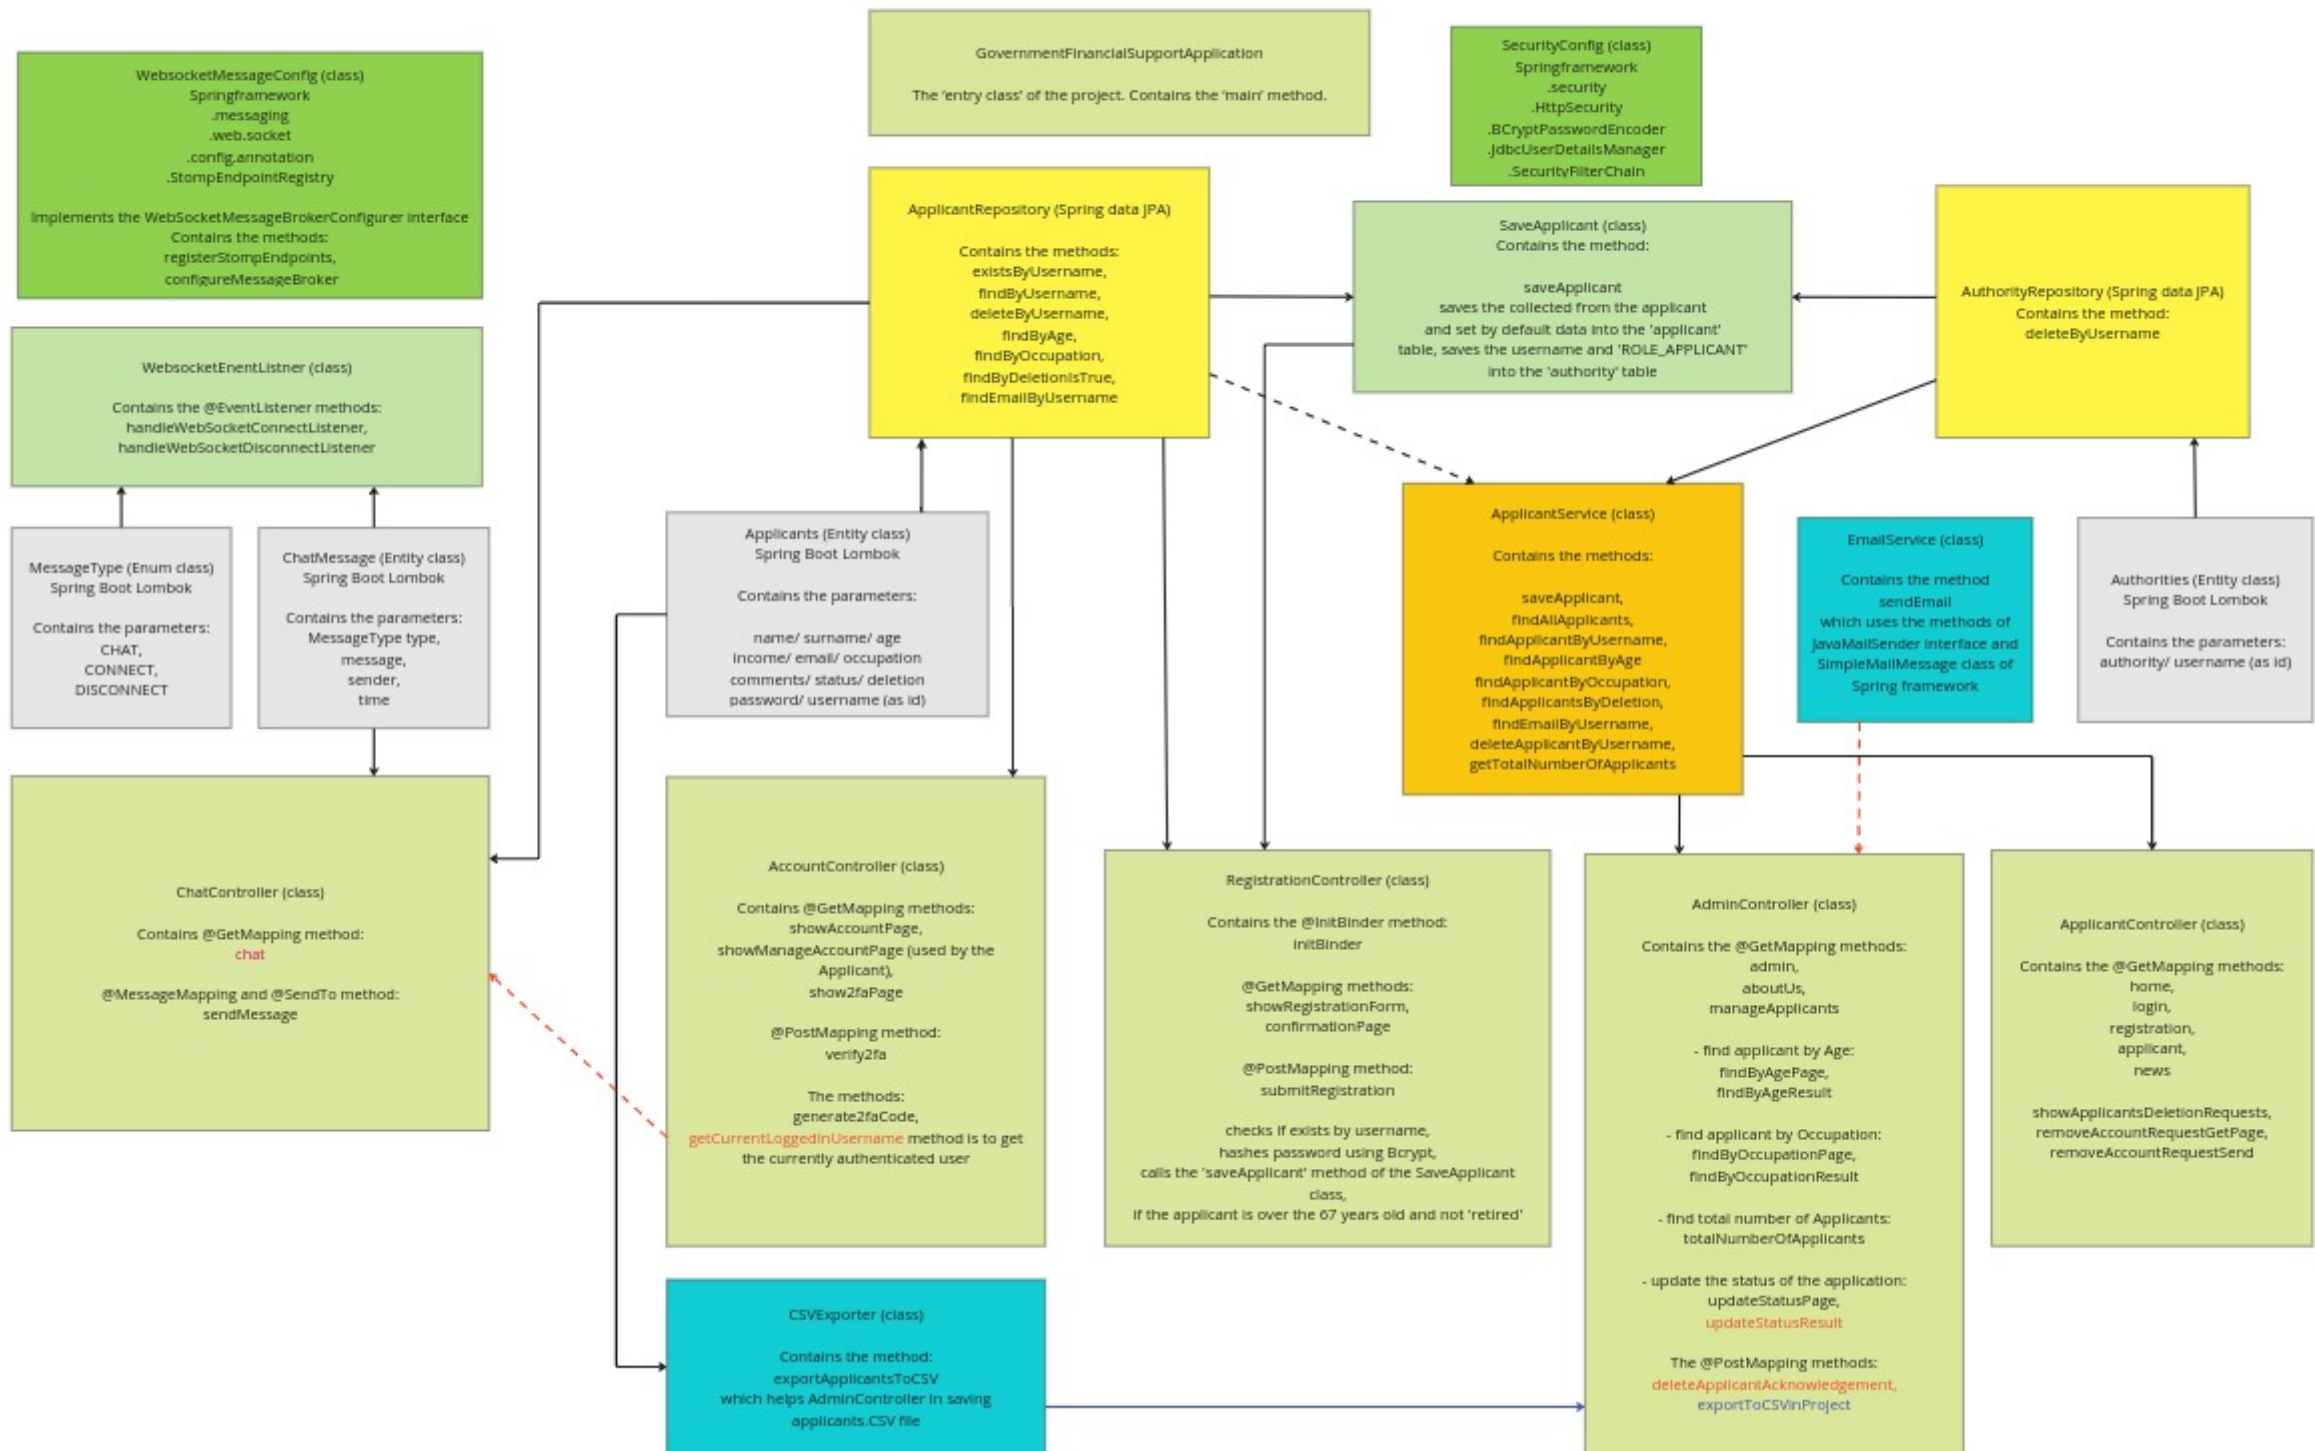 GovernmentFinancialSupportApplication
The 'entry class' of the project. Contains the 'main' method.
SecurityConfig (class)
Springframework
.security
.HttpSecurity
.BCryptPasswordEncoder
.JdbcUserDetailsManager
.SecurityFilterChain
WebsocketMessageConfig (class)
Springframework
.messaging
.web.socket
.config.annotation
.StompEndpointRegistry
Implements the WebSocketMessageBrokerConfigurer interface
Contains the methods:
registerStompEndpoints,
configureMessageBroker
ApplicantRepository (Spring data JPA)
Contains the methods:
existsByUsername,
findByUsername,
deleteByUsername,
findByAge,
findByOccupation,
findByDeletionIsTrue,
findEmailByUsername
SaveApplicant (class)
Contains the method:
saveApplicant
saves the collected from the applicant
and set by default data into the 'applicant'
table, saves the username and 'ROLE_APPLICANT'
into the 'authority' table
AuthorityRepository (Spring data JPA)
Contains the method:
deleteByUsername
WebsocketEnentListner (class)
Contains the @EventListener methods:
handleWebSocketConnectListener,
handleWebSocketDisconnectListener
MessageType (Enum class)
Spring Boot Lombok
Contains the parameters:
CHAT,
CONNECT,
DISCONNECT
ChatMessage (Entity class)
Spring Boot Lombok
Contains the parameters:
MessageType type,
message,
sender,
time
Applicants (Entity class)
Spring Boot Lombok
Contains the parameters:
name/ surname/ age
income/ email/ occupation
comments/ status/ deletion
password/ username (as id)
ApplicantService (class)
Contains the methods:
saveApplicant,
findAllApplicants,
findApplicantByUsername,
findApplicantByAge
findApplicantByOccupation,
findApplicantsByDeletion,
findEmailByUsername,
deleteApplicantByUsername,
getTotalNumberOfApplicants
EmailService (class)
Contains the method
sendEmail
which uses the methods of
JavaMailSender interface and
SimpleMailMessage class of
Spring framework
Authorities (Entity class)
Spring Boot Lombok
Contains the parameters:
authority/ username (as id)
ChatController (class)
Contains @GetMapping method:
chat
@MessageMapping and @SendTo method:
sendMessage
AccountController (class)
Contains @GetMapping methods:
showAccountPage,
showManageAccountPage (used by the
Applicant),
show2faPage
@PostMapping method:
verify2fa
The methods:
generate2faCode,
getCurrentLoggedInUsername method is to get
the currently authenticated user
RegistrationController (class)
Contains the @InitBinder method:
initBinder
@GetMapping methods:
showRegistrationForm,
confirmationPage
@PostMapping method:
submitRegistration
checks if exists by username,
hashes password using Bcrypt,
calls the 'saveApplicant' method of the SaveApplicant
class,
if the applicant is over the 67 years old and not 'retired'
AdminController (class)
Contains the @GetMapping methods:
admin,
aboutUs,
manageApplicants
- find applicant by Age:
findByAgePage,
findByAgeResult
- find applicant by Occupation:
findByOccupationPage,
findByOccupationResult
- find total number of Applicants:
totalNumberOfApplicants
- update the status of the application:
updateStatusPage,
updateStatusResult
The @PostMapping methods:
deleteApplicantAcknowledgement,
exportToCSVinProject
ApplicantController (class)
Contains the @GetMapping methods:
home,
login,
registration,
applicant,
news
showApplicantsDeletionRequests,
removeAccountRequestGetPage,
removeAccountRequestSend
CSVExporter (class)
Contains the method:
exportApplicantsToCSV
which helps AdminController in saving
applicants.CSV file